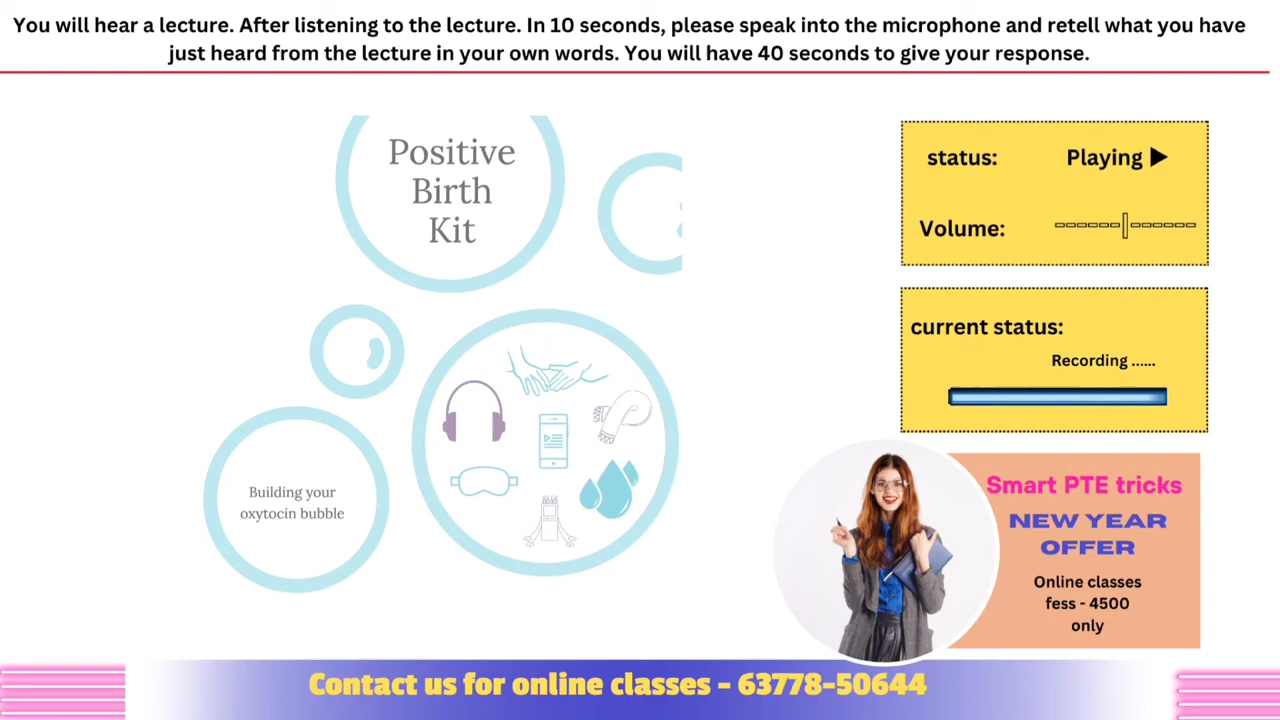 You will hear a lecture. After listening to the lecture. In 10 seconds, please speak into the microphone and retell what you have
just heard from the lecture in your own words. You will have 40 seconds to give your response.
Positive
Birth
Kit
Building your
oxytocin bubble
status: Playing
Volume:
current status:
Recording ......
Smart PTE tricks
NEW YEAR
OFFER
Online classes
fess - 4500
only
Contact us for online classes - 63778-50644